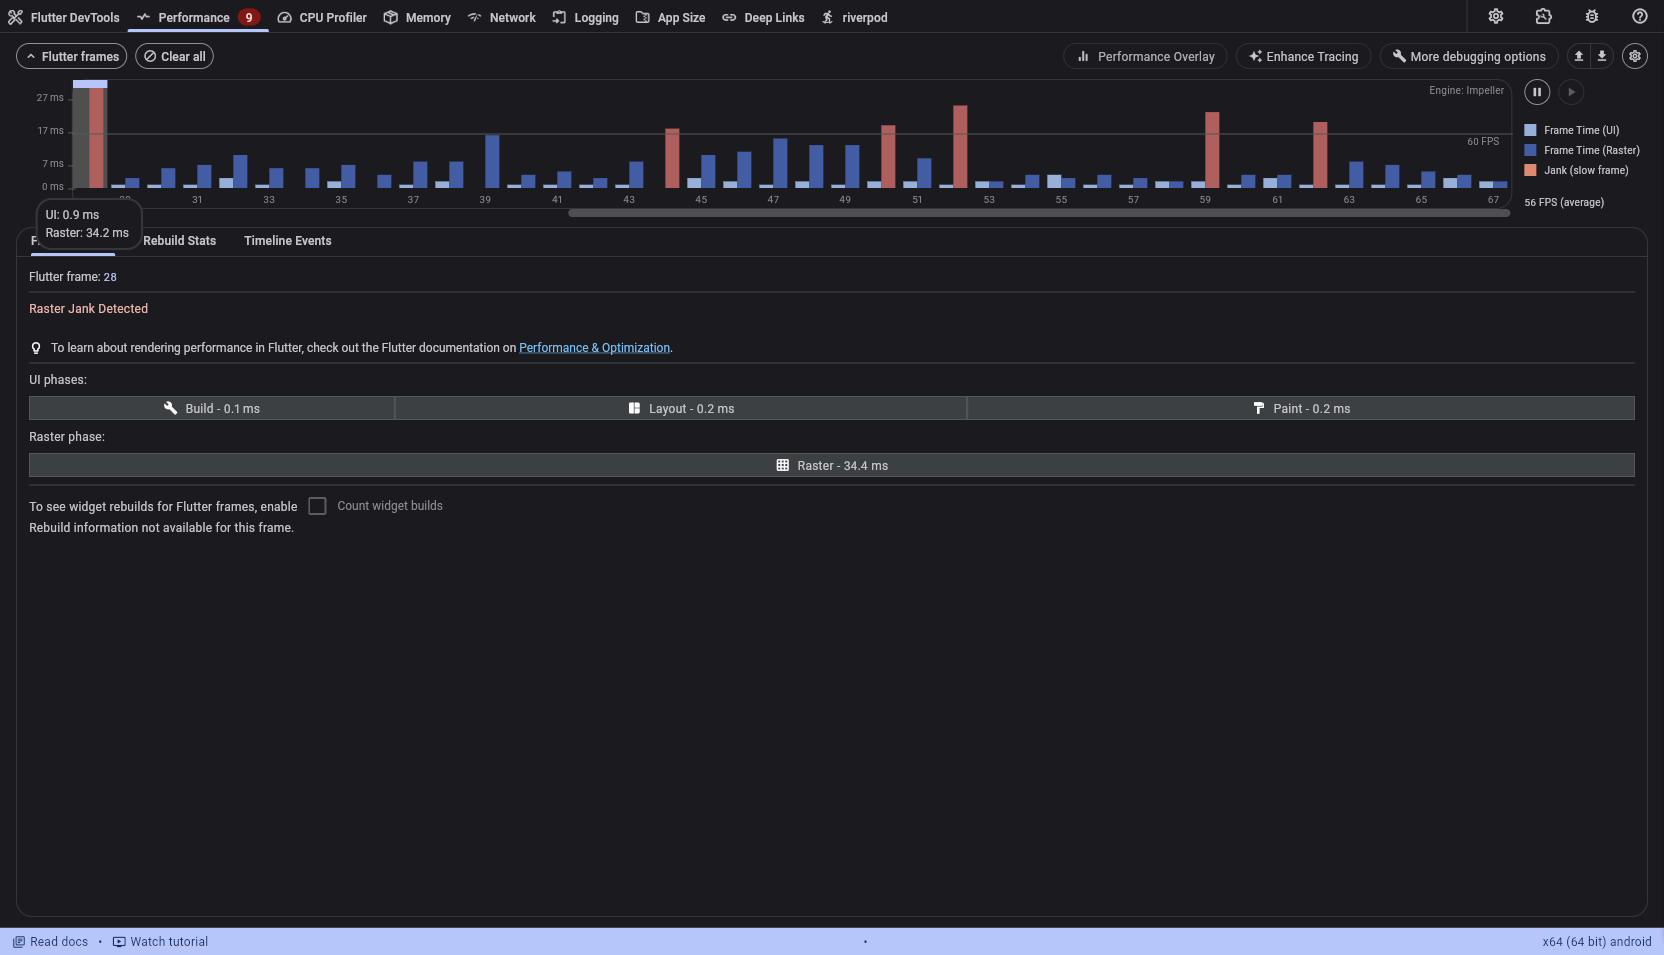 Flutter DevTools Performance 9 CPU Profiler Memory Network Logging App Size Deep Links riverpod
Flutter frames Clear all Performance Overlay Enhance Tracing More debugging options
27 ms
17 ms
7 ms
0 ms
Engine: Impeller
60 FPS
31 33 35 37 39 41 43 45 47 49 51 53 55 57 59 61 63 65 67
Frame Time (UI)
Frame Time (Raster)
Jank (slow frame)
56 FPS (average)
UI: 0.9 ms
Raster: 34.2 ms
Rebuild Stats Timeline Events
Flutter frame: 28
Raster Jank Detected
To learn about rendering performance in Flutter, check out the Flutter documentation on Performance & Optimization.
UI phases:
Build - 0.1 ms Layout - 0.2 ms Paint - 0.2 ms
Raster phase:
Raster - 34.4 ms
To see widget rebuilds for Flutter frames, enable Count widget builds
Rebuild information not available for this frame.
Read docs • Watch tutorial • x64 (64 bit) android